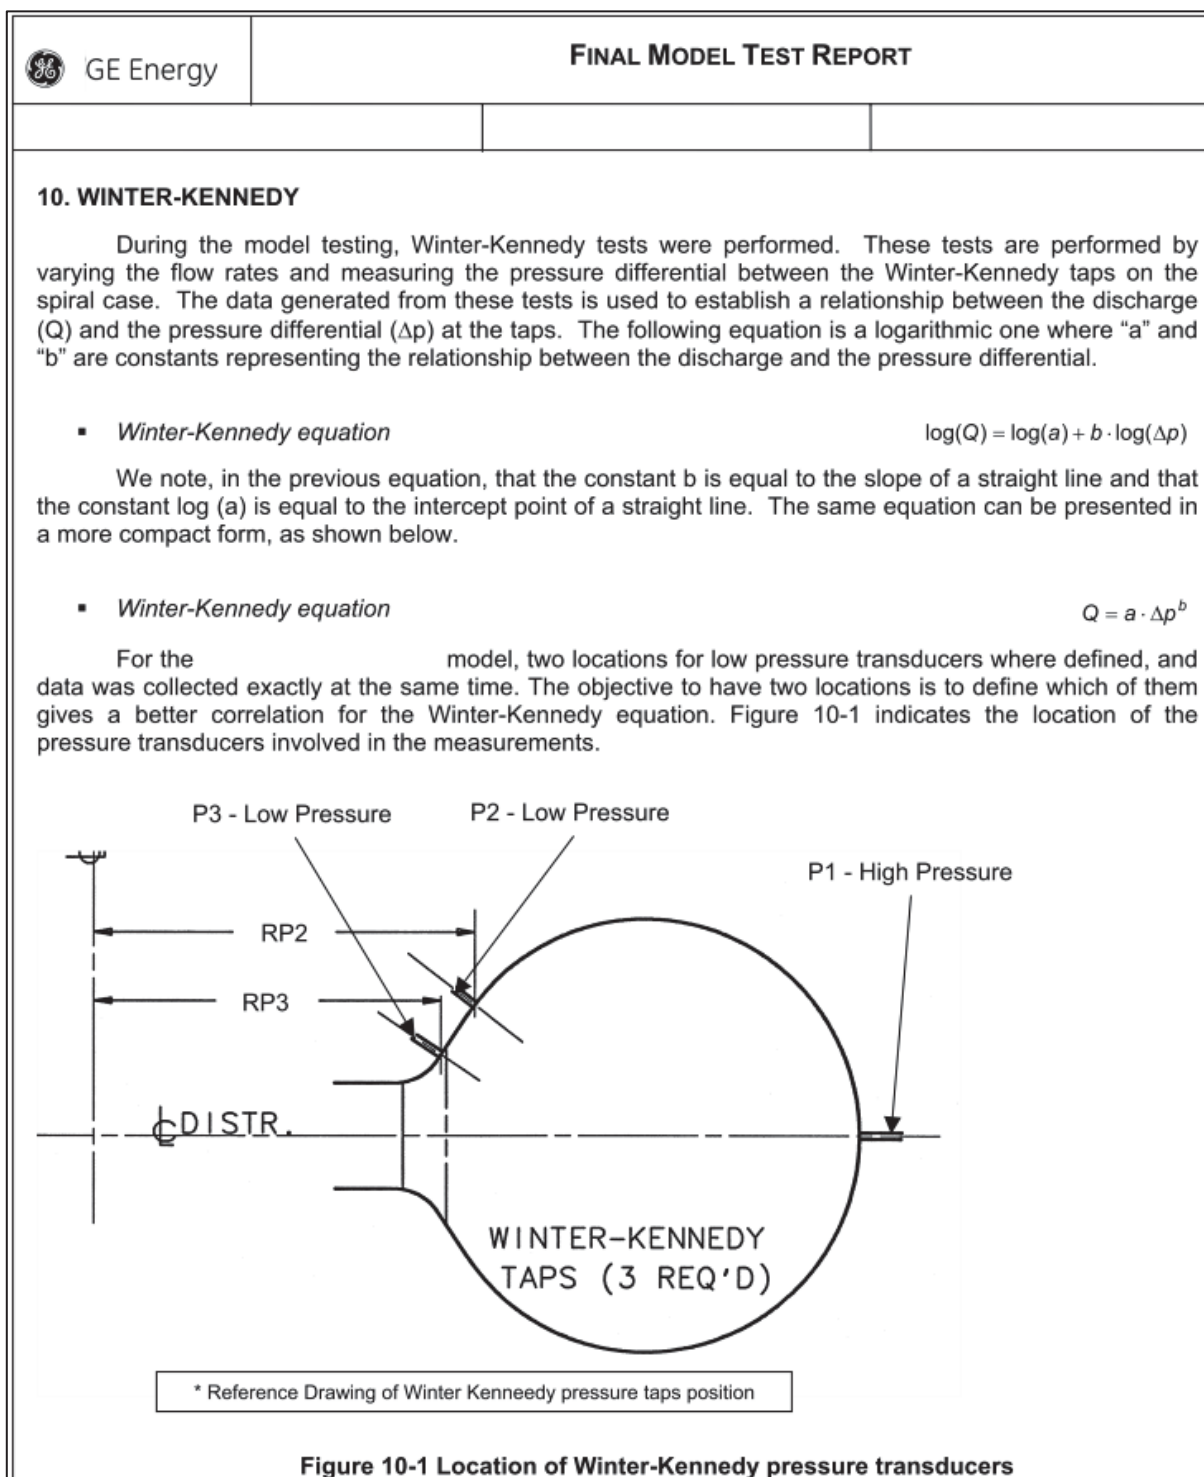 GE Energy
FINAL MODEL TEST REPORT
10. WINTER-KENNEDY
During the model testing, Winter-Kennedy tests were performed. These tests are performed by
varying the flow rates and measuring the pressure differential between the Winter-Kennedy taps on the
spiral case. The data generated from these tests is used to establish a relationship between the discharge
(Q) and the pressure differential (Δp) at the taps. The following equation is a logarithmic one where “a” and
“b” are constants representing the relationship between the discharge and the pressure differential.
▪ Winter-Kennedy equation log(Q) = log(a) + b · log(Δp)
We note, in the previous equation, that the constant b is equal to the slope of a straight line and that
the constant log (a) is equal to the intercept point of a straight line. The same equation can be presented in
a more compact form, as shown below.
▪ Winter-Kennedy equation Q = a · Δp^b
For the model, two locations for low pressure transducers where defined, and
data was collected exactly at the same time. The objective to have two locations is to define which of them
gives a better correlation for the Winter-Kennedy equation. Figure 10-1 indicates the location of the
pressure transducers involved in the measurements.
P3 - Low Pressure
P2 - Low Pressure
P1 - High Pressure
RP2
RP3
℄ DISTR.
WINTER-KENNEDY
TAPS (3 REQ'D)
* Reference Drawing of Winter Kenneedy pressure taps position
Figure 10-1 Location of Winter-Kennedy pressure transducers